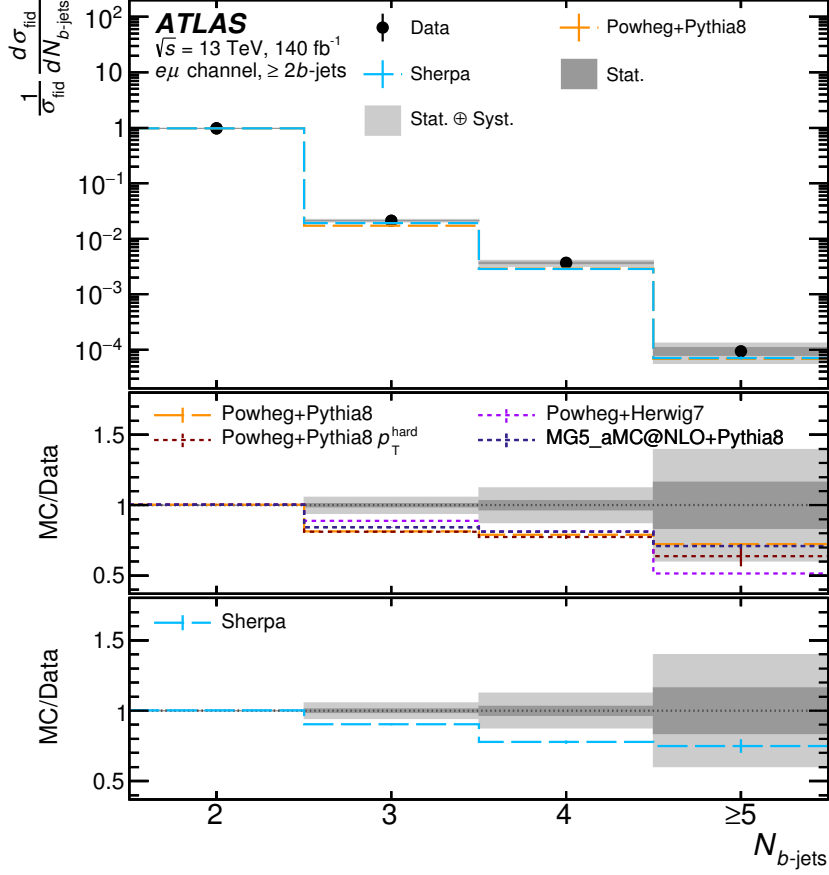 1/σ_fid dσ_fid/dN_b-jets
ATLAS
√s = 13 TeV, 140 fb⁻¹
eμ channel, ≥ 2b-jets
Data
Powheg+Pythia8
Sherpa
Stat.
Stat. ⊕ Syst.
10²
10
1
10⁻¹
10⁻²
10⁻³
10⁻⁴
MC/Data
Powheg+Pythia8
Powheg+Herwig7
Powheg+Pythia8 p_T^hard
MG5_aMC@NLO+Pythia8
1.5
1
0.5
MC/Data
Sherpa
1.5
1
0.5
2 3 4 ≥5
N_b-jets